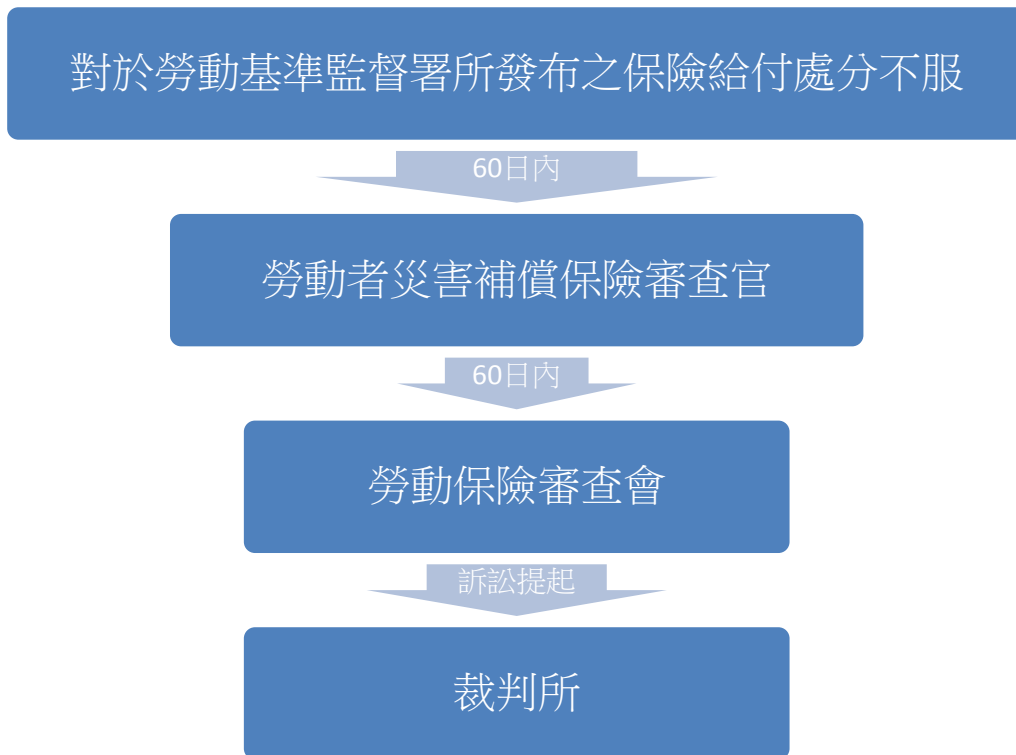 對於勞動基準監督署所發布之保險給付處分不服
60日內
勞動者災害補償保險審查官
60日內
勞動保險審查會
訴訟提起
裁判所